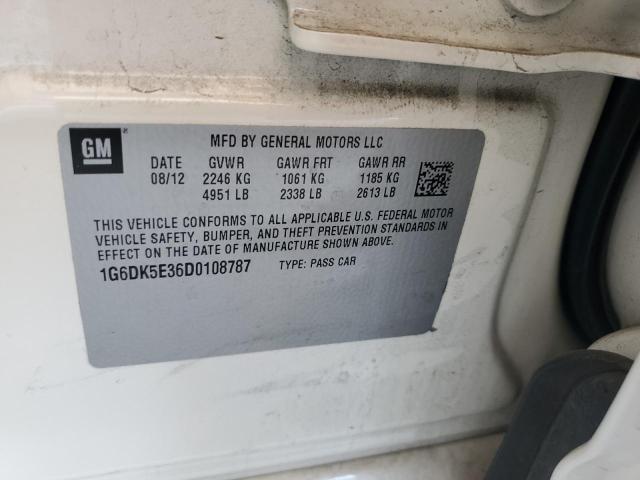 GM
MFD BY GENERAL MOTORS LLC
DATE GVWR GAWR FRT GAWR RR
08/12 2246 KG 1061 KG 1185 KG
4951 LB 2338 LB 2613 LB
THIS VEHICLE CONFORMS TO ALL APPLICABLE U.S. FEDERAL MOTOR
VEHICLE SAFETY, BUMPER, AND THEFT PREVENTION STANDARDS IN
EFFECT ON THE DATE OF MANUFACTURE SHOWN ABOVE.
1G6DK5E36D0108787 TYPE: PASS CAR